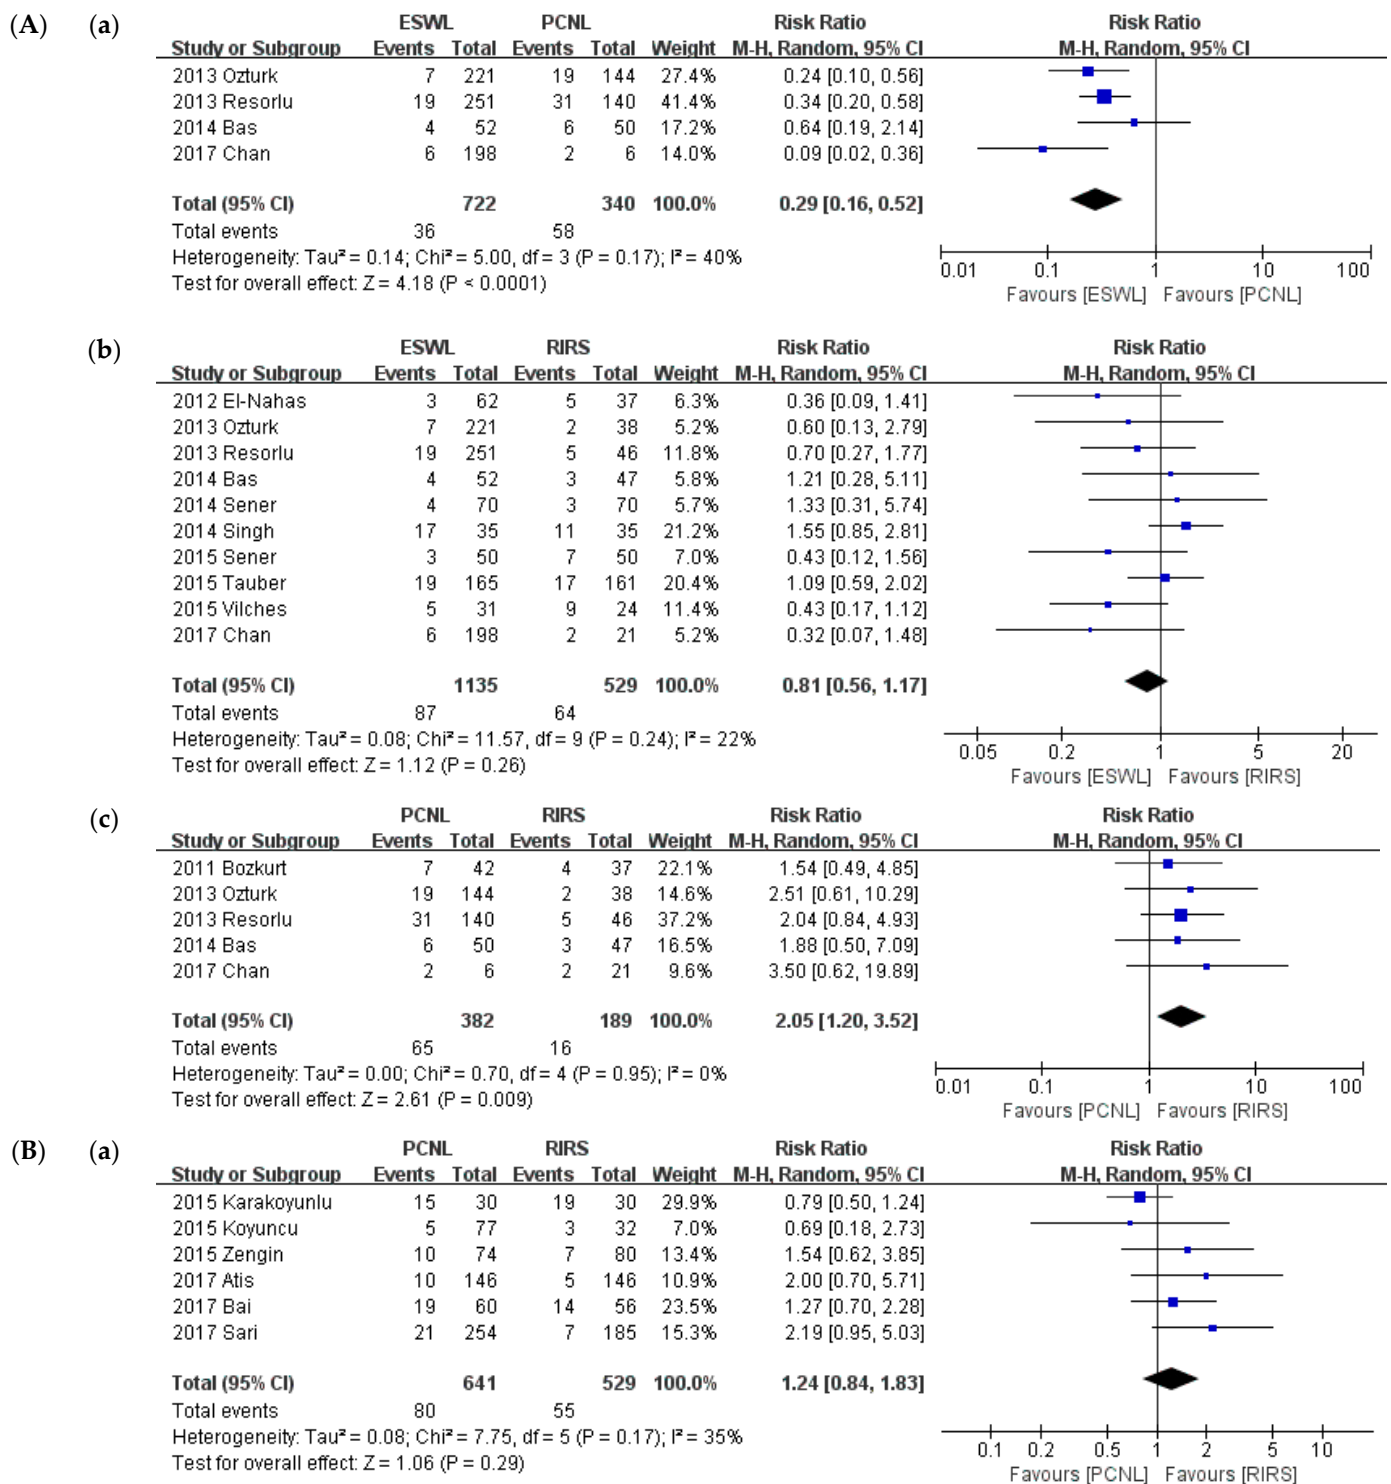 (A) (a) ESWL PCNL Risk Ratio Risk Ratio
Study or Subgroup Events Total Events Total Weight M-H, Random, 95% CI M-H, Random, 95% CI
2013 Ozturk 7 221 19 144 27.4% 0.24 [0.10, 0.56]
2013 Resorlu 19 251 31 140 41.4% 0.34 [0.20, 0.58]
2014 Bas 4 52 6 50 17.2% 0.64 [0.19, 2.14]
2017 Chan 6 198 2 6 14.0% 0.09 [0.02, 0.36]
Total (95% CI) 722 340 100.0% 0.29 [0.16, 0.52]
Total events 36 58
Heterogeneity: Tau² = 0.14; Chi² = 5.00, df = 3 (P = 0.17); I² = 40%
Test for overall effect: Z = 4.18 (P < 0.0001)
0.01 0.1 1 10 100
Favours [ESWL] Favours [PCNL]
(b) ESWL RIRS Risk Ratio Risk Ratio
Study or Subgroup Events Total Events Total Weight M-H, Random, 95% CI M-H, Random, 95% CI
2012 El-Nahas 3 62 5 37 6.3% 0.36 [0.09, 1.41]
2013 Ozturk 7 221 2 38 5.2% 0.60 [0.13, 2.79]
2013 Resorlu 19 251 5 46 11.8% 0.70 [0.27, 1.77]
2014 Bas 4 52 3 47 5.8% 1.21 [0.28, 5.11]
2014 Sener 4 70 3 70 5.7% 1.33 [0.31, 5.74]
2014 Singh 17 35 11 35 21.2% 1.55 [0.85, 2.81]
2015 Sener 3 50 7 50 7.0% 0.43 [0.12, 1.56]
2015 Tauber 19 165 17 161 20.4% 1.09 [0.59, 2.02]
2015 Vilches 5 31 9 24 11.4% 0.43 [0.17, 1.12]
2017 Chan 6 198 2 21 5.2% 0.32 [0.07, 1.48]
Total (95% CI) 1135 529 100.0% 0.81 [0.56, 1.17]
Total events 87 64
Heterogeneity: Tau² = 0.08; Chi² = 11.57, df = 9 (P = 0.24); I² = 22%
Test for overall effect: Z = 1.12 (P = 0.26)
0.05 0.2 1 5 20
Favours [ESWL] Favours [RIRS]
(c) PCNL RIRS Risk Ratio Risk Ratio
Study or Subgroup Events Total Events Total Weight M-H, Random, 95% CI M-H, Random, 95% CI
2011 Bozkurt 7 42 4 37 22.1% 1.54 [0.49, 4.85]
2013 Ozturk 19 144 2 38 14.6% 2.51 [0.61, 10.29]
2013 Resorlu 31 140 5 46 37.2% 2.04 [0.84, 4.93]
2014 Bas 6 50 3 47 16.5% 1.88 [0.50, 7.09]
2017 Chan 2 6 2 21 9.6% 3.50 [0.62, 19.89]
Total (95% CI) 382 189 100.0% 2.05 [1.20, 3.52]
Total events 65 16
Heterogeneity: Tau² = 0.00; Chi² = 0.70, df = 4 (P = 0.95); I² = 0%
Test for overall effect: Z = 2.61 (P = 0.009)
0.01 0.1 1 10 100
Favours [PCNL] Favours [RIRS]
(B) (a) PCNL RIRS Risk Ratio Risk Ratio
Study or Subgroup Events Total Events Total Weight M-H, Random, 95% CI M-H, Random, 95% CI
2015 Karakoyunlu 15 30 19 30 29.9% 0.79 [0.50, 1.24]
2015 Koyuncu 5 77 3 32 7.0% 0.69 [0.18, 2.73]
2015 Zengin 10 74 7 80 13.4% 1.54 [0.62, 3.85]
2017 Atis 10 146 5 146 10.9% 2.00 [0.70, 5.71]
2017 Bai 19 60 14 56 23.5% 1.27 [0.70, 2.28]
2017 Sari 21 254 7 185 15.3% 2.19 [0.95, 5.03]
Total (95% CI) 641 529 100.0% 1.24 [0.84, 1.83]
Total events 80 55
Heterogeneity: Tau² = 0.08; Chi² = 7.75, df = 5 (P = 0.17); I² = 35%
Test for overall effect: Z = 1.06 (P = 0.29)
0.1 0.2 0.5 1 2 5 10
Favours [PCNL] Favours [RIRS]